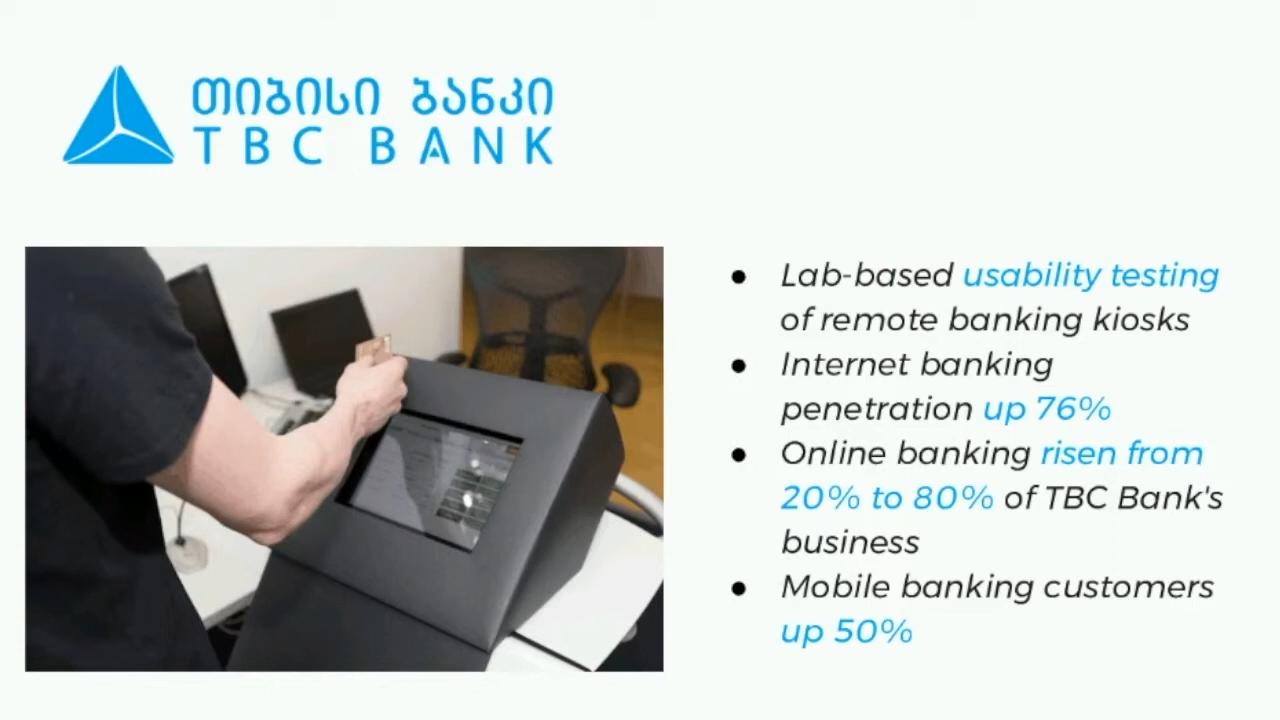 თიბისი ბანკი
TBC BANK
● Lab-based usability testing
of remote banking kiosks
● Internet banking
penetration up 76%
● Online banking risen from
20% to 80% of TBC Bank's
business
● Mobile banking customers
up 50%